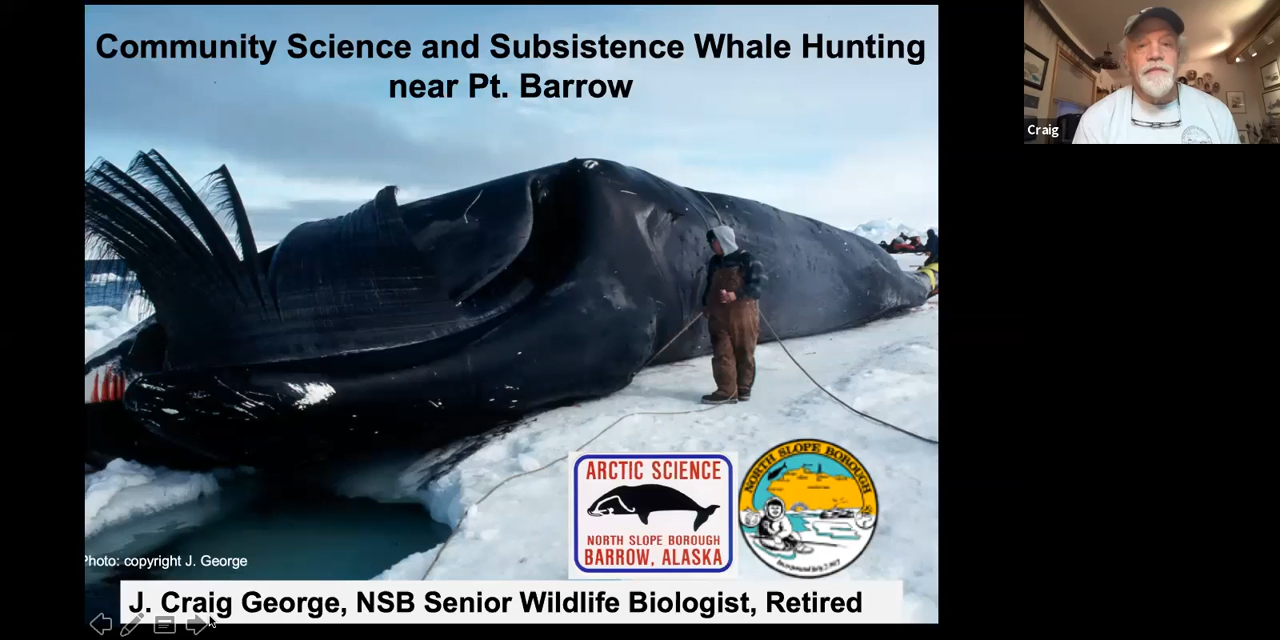 Community Science and Subsistence Whale Hunting
near Pt. Barrow
Craig
ARCTIC SCIENCE
NORTH SLOPE BOROUGH
BARROW, ALASKA
NORTH SLOPE BOROUGH
Photo: copyright J. George
J. Craig George, NSB Senior Wildlife Biologist, Retired